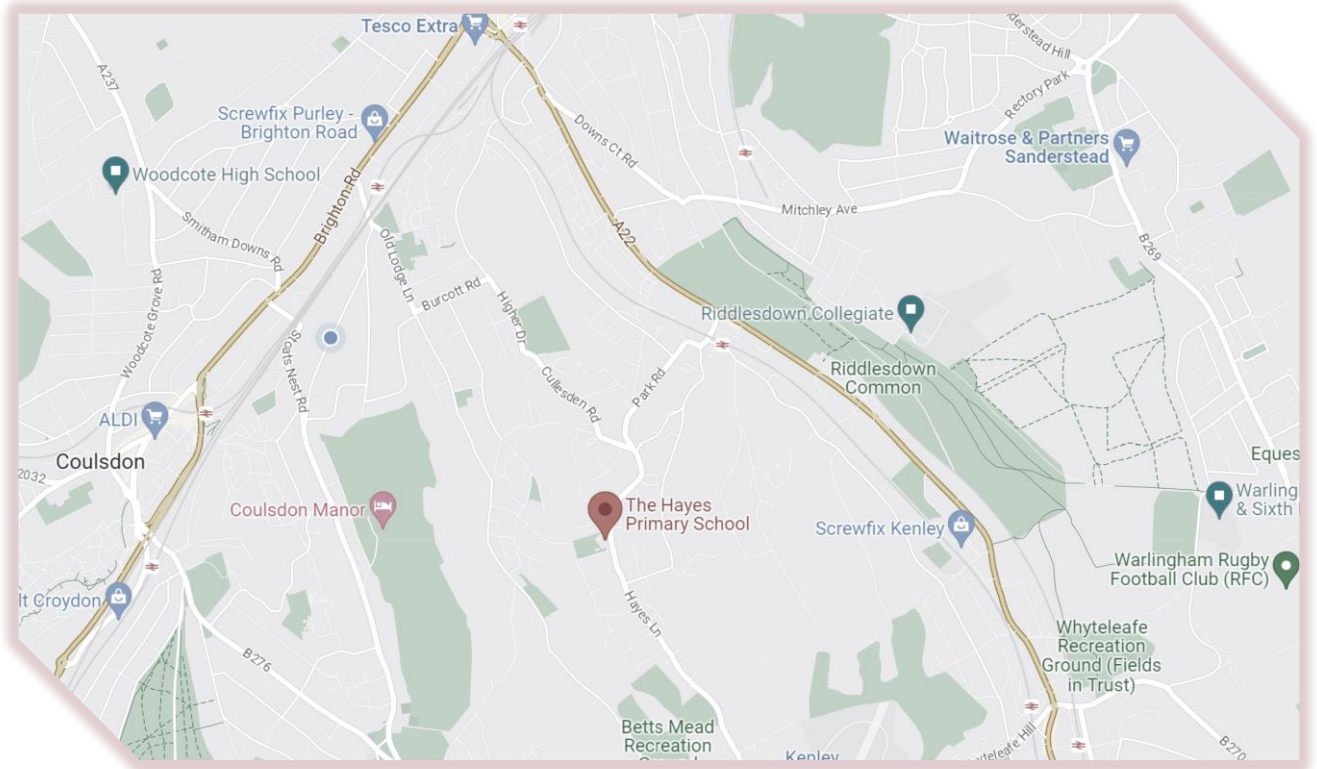 Tesco Extra
derstead Hill
A237
Rectory Park
Screwfix Purley -
Brighton Road
Downs Ct Rd
Waitrose & Partners
Sanderstead
Woodcote High School
Brighton Rd
Mitchley Ave
Smitham Downs Rd
A22
Old Lodge Ln
B269
Woodcote Grove Rd
Burcott Rd
Higher Dr
Riddlesdown Collegiate
Stoats Nest Rd
Riddlesdown
Common
Cullesden Rd
Park Rd
ALDI
Coulsdon
Eques
2032
Coulsdon Manor
The Hayes
Primary School
Warling
& Sixth
Screwfix Kenley
Warlingham Rugby
Football Club (RFC)
lt Croydon
Hayes Ln
Whyteleafe
Recreation
Ground (Fields
in Trust)
B276
Betts Mead
Recreation
Kenley
yteleafe Hill
B270